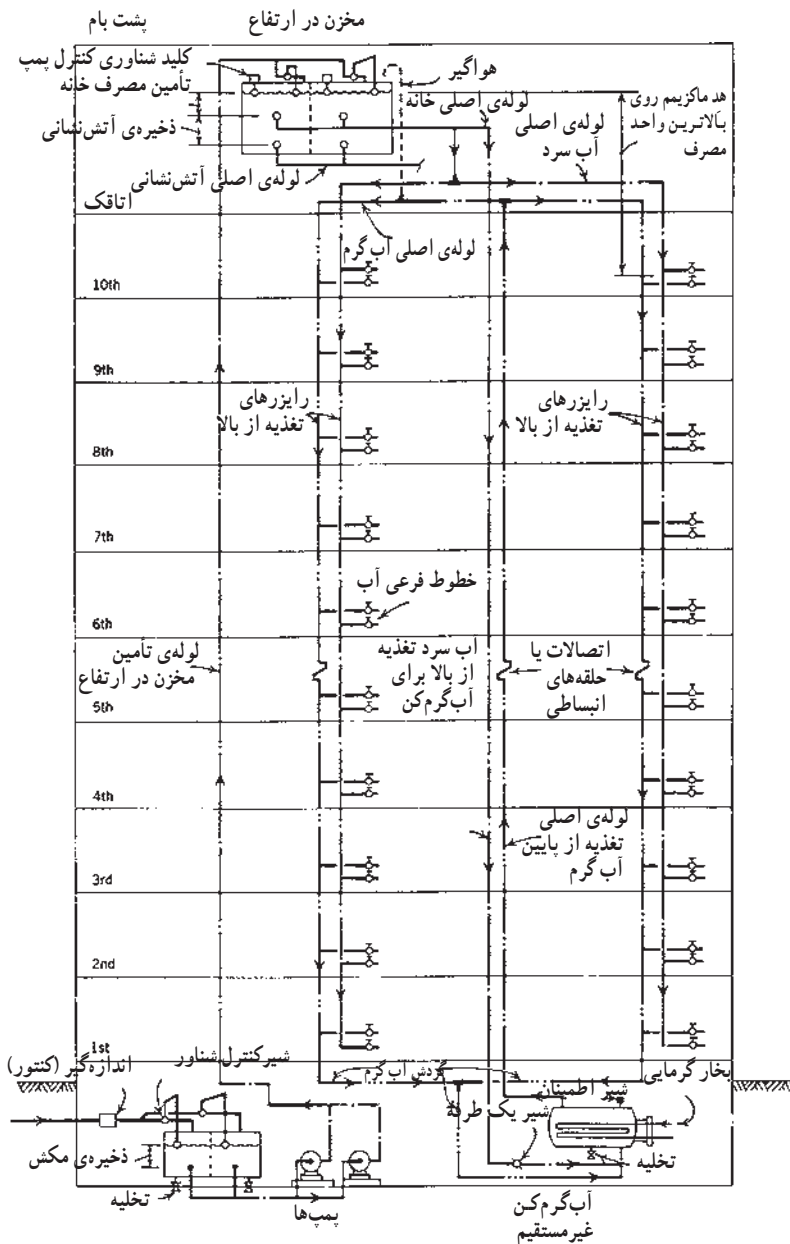 پشت بام
مخزن در ارتفاع
کلید شناوری کنترل پمپ
تأمین مصرف خانه
ذخیره‌ی آتش‌نشانی
هواگیر
لوله‌ی اصلی خانه
لوله‌ی اصلی
آب سرد
هد ماکزیمم روی
بالاترین واحد
مصرف
لوله‌ی اصلی آتش‌نشانی
اتاقک
لوله‌ی اصلی آب گرم
10th
9th
رایزرهای
تغذیه از بالا
رایزرهای
تغذیه از بالا
8th
7th
خطوط فرعی آب
6th
لوله‌ی تأمین
مخزن در ارتفاع
آب سرد تغذیه
از بالا برای
آب‌گرم‌کن
اتصالات یا
حلقه‌های
انبساطی
5th
4th
لوله‌ی اصلی
تغذیه از پایین
آب گرم
3rd
2nd
1st
اندازه‌گیر (کنتور)
شیر کنترل شناور
گردش آب گرم
بخار گرمایی
شیر اطمینان
شیر یک طرفه
ذخیره‌ی مکش
تخلیه
پمپ‌ها
تخلیه
آب‌گرم‌کن
غیرمستقیم